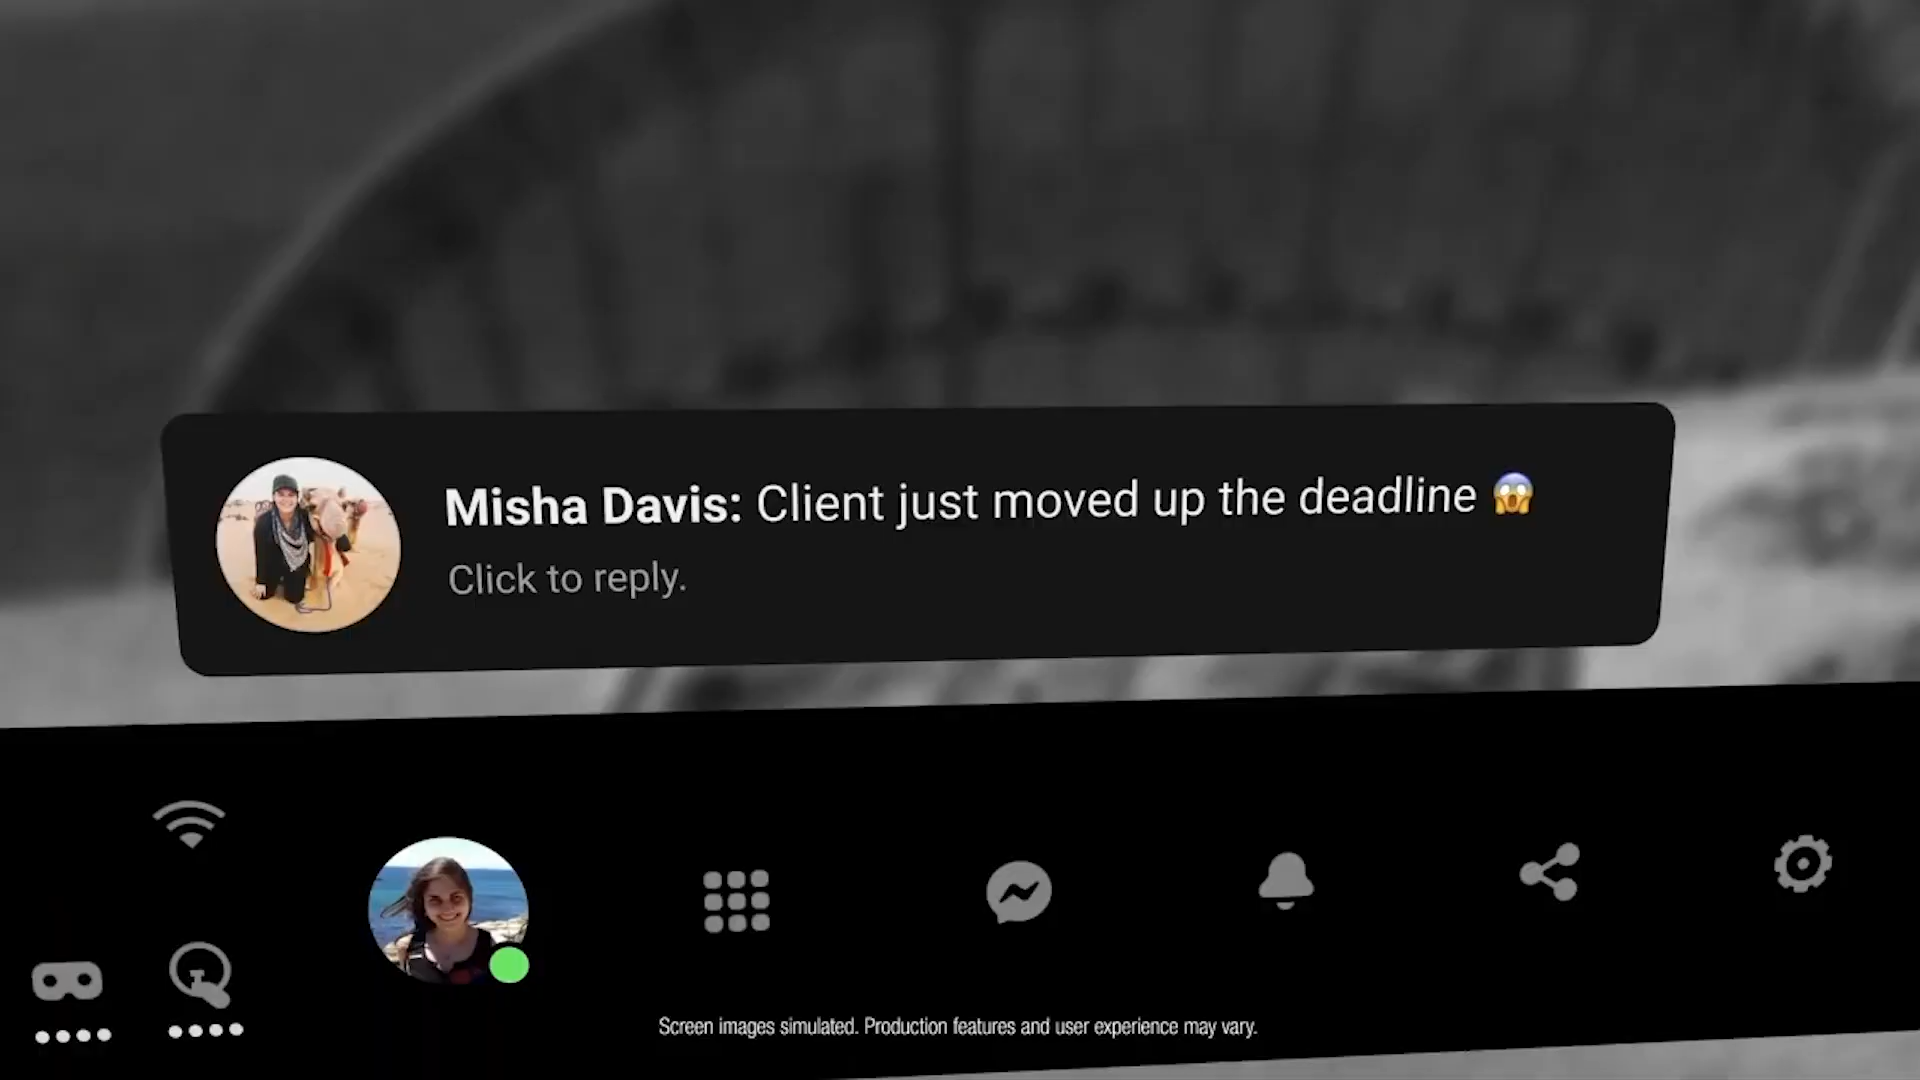 Misha Davis: Client just moved up the deadline 😱
Click to reply.
Screen images simulated. Production features and user experience may vary.